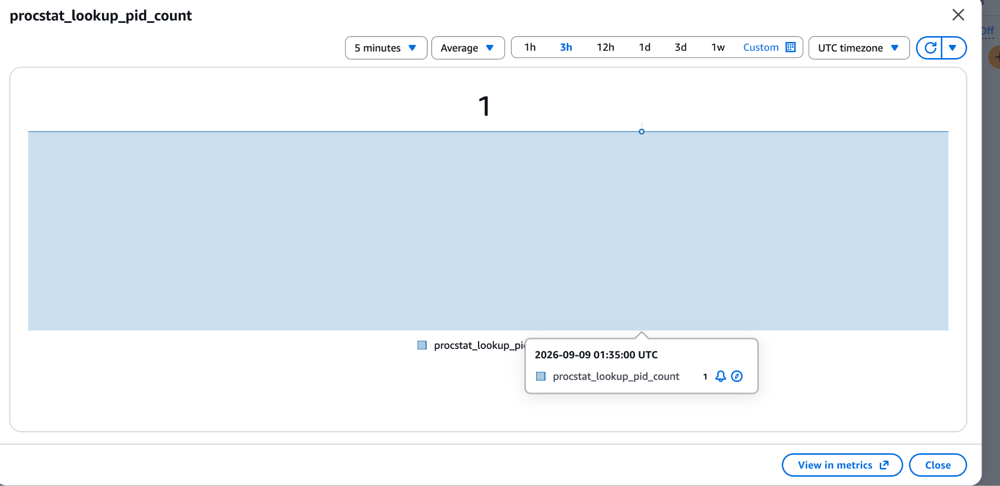 procstat_lookup_pid_count
Off
5 minutes Average 1h 3h 12h 1d 3d 1w Custom UTC timezone
1
procstat_lookup_pi
2026-09-09 01:35:00 UTC
procstat_lookup_pid_count 1
View in metrics Close